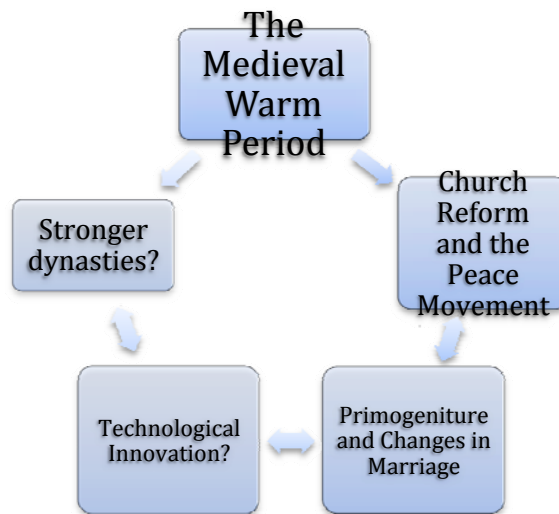 The
Medieval
Warm
Period
Stronger
dynasties?
Church
Reform
and the
Peace
Movement
Technological
Innovation?
Primogeniture
and Changes in
Marriage